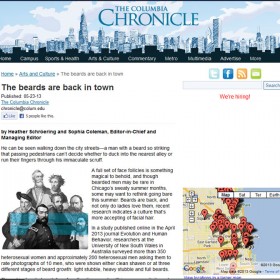 THE COLUMBIA
CHRONICLE
Home Campus Sports & Health Arts & Culture Commentary Metro Multimedia Advertise About
Home » Arts and Culture » The beards are back in town
The beards are back in town
Published: 05-23-13
The Columbia Chronicle
chronicle@colum.edu
We're hiring!
by Heather Schroering and Sophia Coleman, Editor-in-Chief and
Managing Editor
He can be seen walking down the city streets—a man with a beard so striking
that passing pedestrians can't decide whether to duck into the nearest alley or
run their fingers through his immaculate scruff.
A full set of face follicles is something
magical to behold, and though
bearded men may be rare in
Chicago's sweaty summer months,
some may want to rethink going bare
this summer. Beards are back, and
not only do ladies love them, recent
research indicates a culture that's
more accepting of facial hair.
In a study published online in the
April 2013 journal Evolution and
Human Behavior, researchers at the
University of New South Wales in
Australia surveyed more than 350
heterosexual women and approximately 200 heterosexual men asking them to
rate photographs of 10 men, who were shown either clean shaven or at three
different stages of beard growth: light stubble, heavy stubble and full beards.
Map Sat Ter Earth
Google